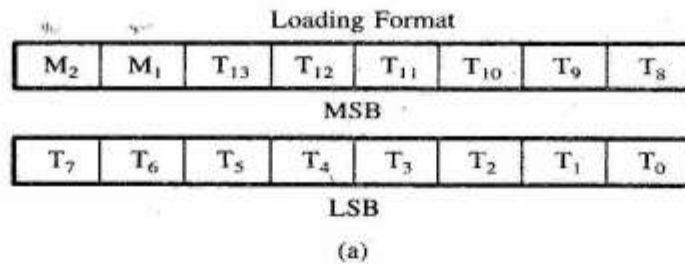 Loading Format
M₂ M₁ T₁₃ T₁₂ T₁₁ T₁₀ T₉ T₈
MSB
T₇ T₆ T₅ T₄ T₃ T₂ T₁ T₀
LSB
(a)